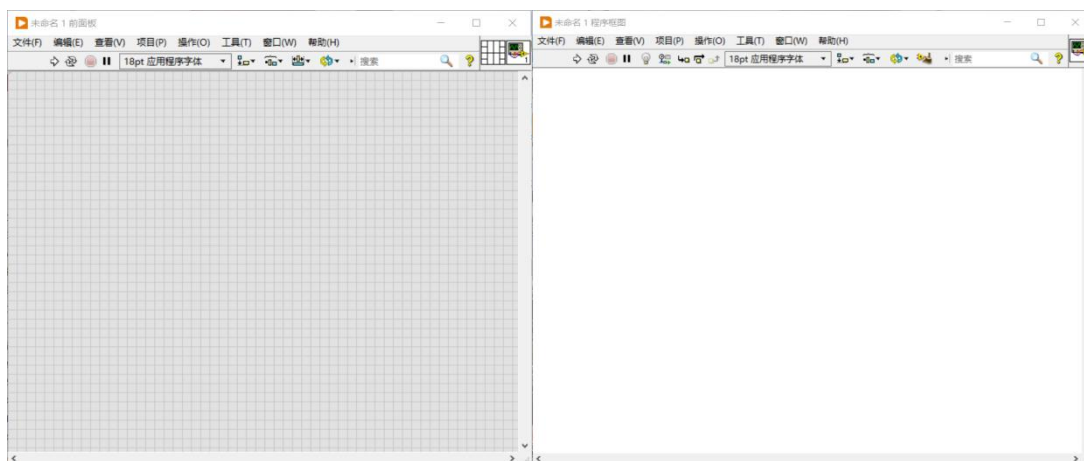 未命名 1 前面板
文件(F) 编辑(E) 查看(V) 项目(P) 操作(O) 工具(T) 窗口(W) 帮助(H)
18pt 应用程序字体 搜索
未命名 1 程序框图
文件(F) 编辑(E) 查看(V) 项目(P) 操作(O) 工具(T) 窗口(W) 帮助(H)
18pt 应用程序字体 搜索